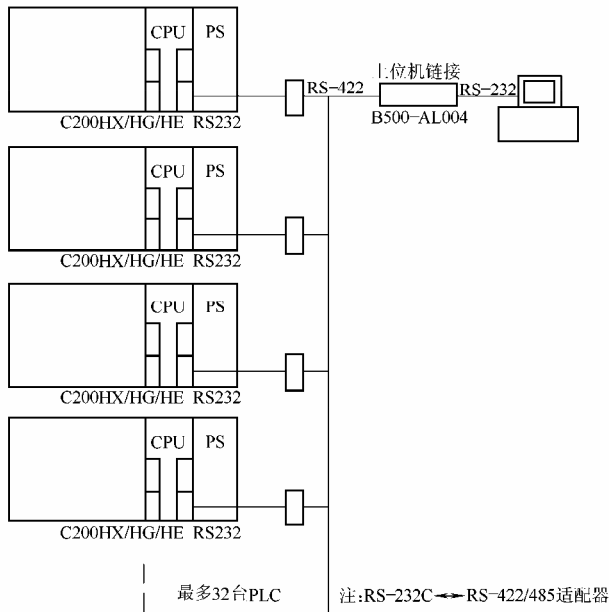 CPU PS
上位机链接
RS-422
RS-232
B500-AL004
C200HX/HG/HE RS232
CPU PS
C200HX/HG/HE RS232
CPU PS
C200HX/HG/HE RS232
CPU PS
C200HX/HG/HE RS232
最多32台PLC
注:RS-232C RS-422/485适配器